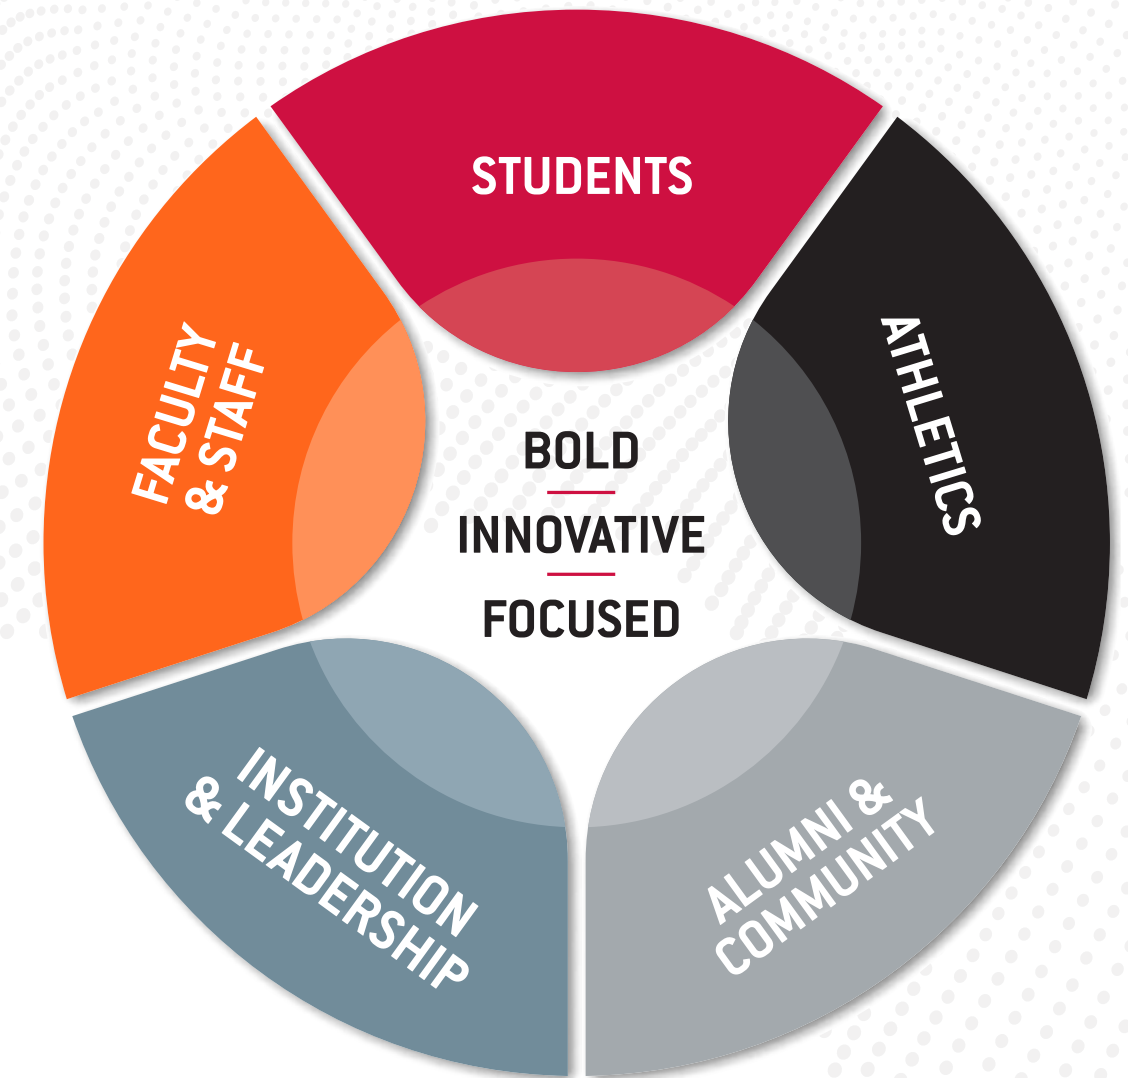 STUDENTS
ATHLETICS
ALUMNI &
COMMUNITY
INSTITUTION
& LEADERSHIP
FACULTY
& STAFF
BOLD
INNOVATIVE
FOCUSED